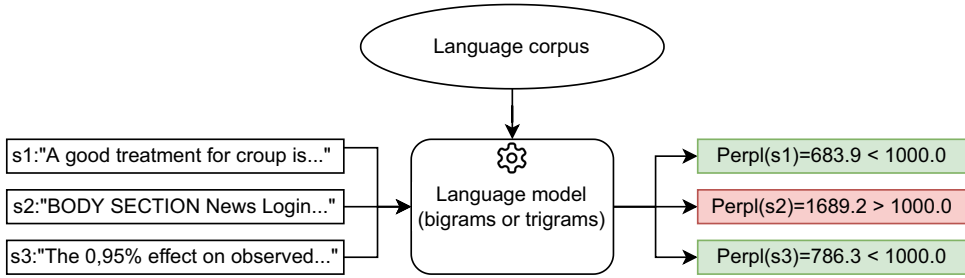 Language corpus
s1:"A good treatment for croup is..."
s2:"BODY SECTION News Login..."
s3:"The 0,95% effect on observed..."
Language model
(bigrams or trigrams)
Perpl(s1)=683.9 < 1000.0
Perpl(s2)=1689.2 > 1000.0
Perpl(s3)=786.3 < 1000.0